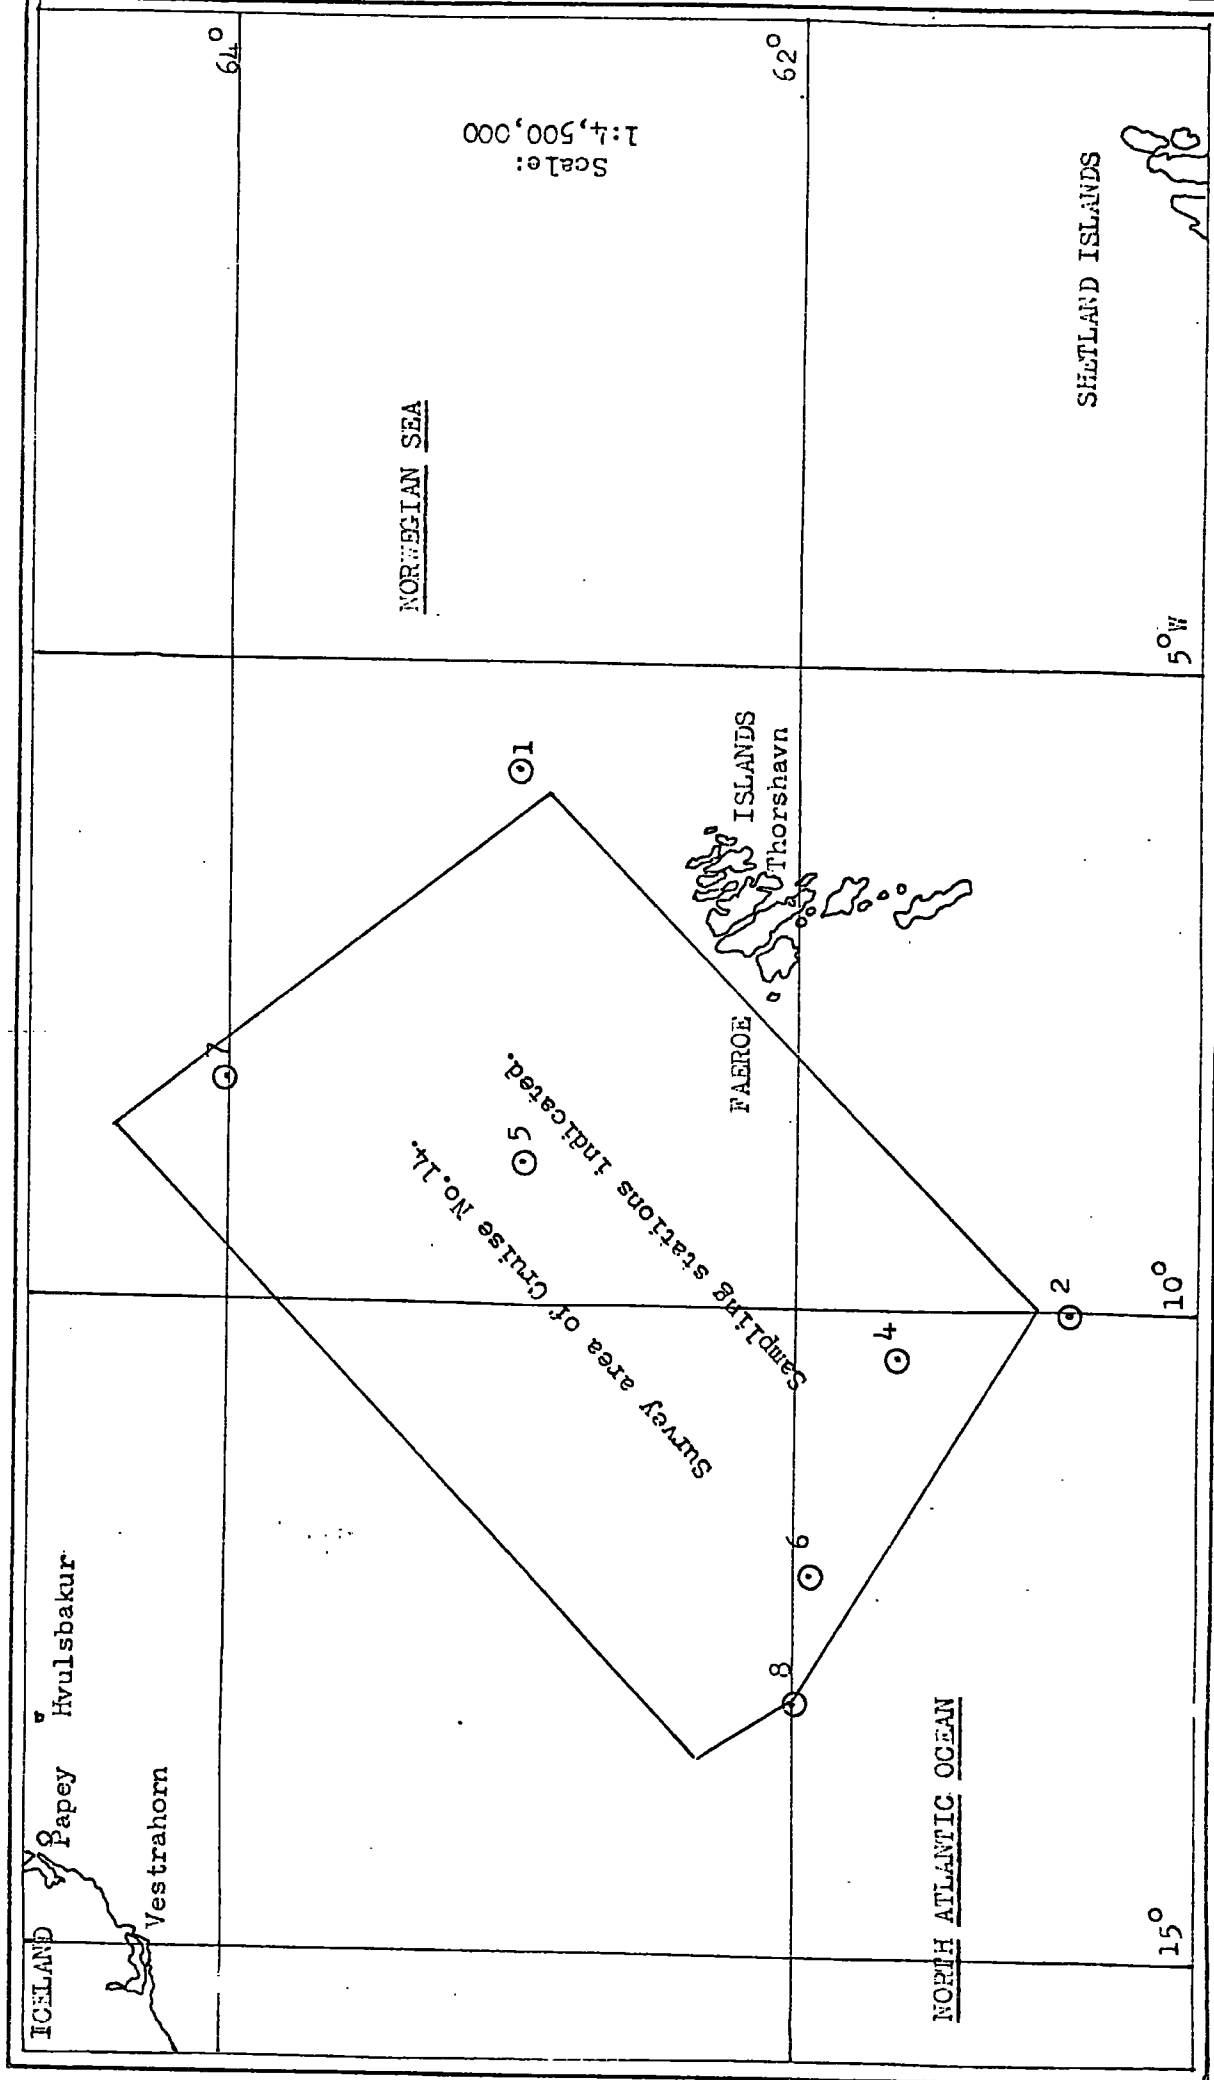 ICELAND
Papey
Hvulsbakur
Vestrahorn
64°
NORWEGIAN SEA
Scale:
1:4,500,000
7
1
5
Survey area of Cruise No.14.
Sampling stations indicated.
FAEROE
ISLANDS
Thorshavn
62°
8
6
4
2
NORTH ATLANTIC OCEAN
SHETLAND ISLANDS
15°
10°
5°W